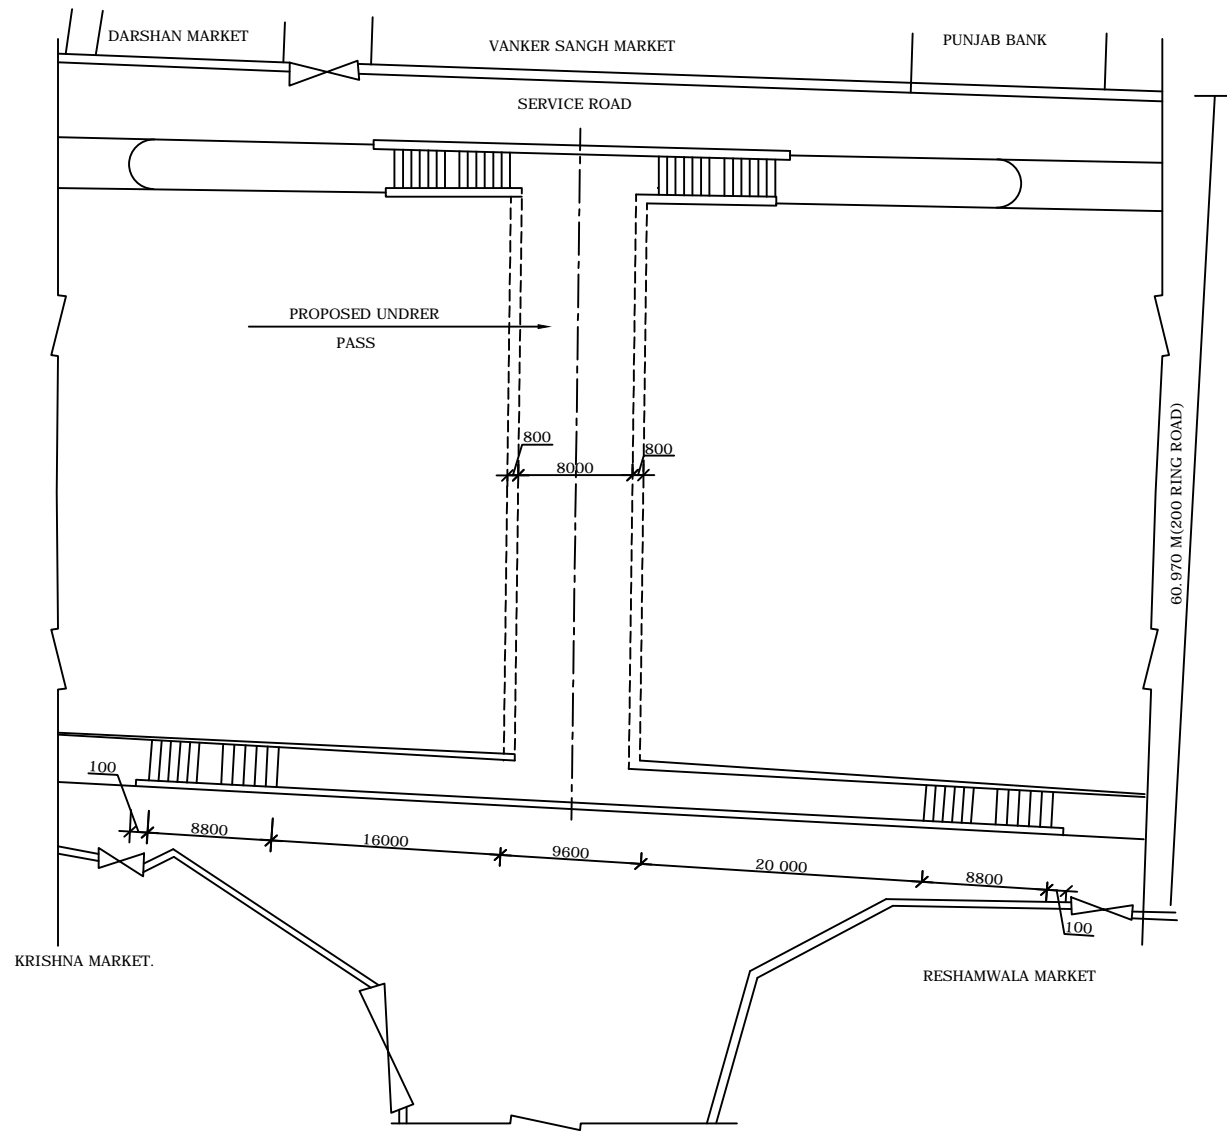 DARSHAN MARKET
VANKER SANGH MARKET
PUNJAB BANK
SERVICE ROAD
PROPOSED UNDRER
PASS
800
8000
800
60.970 M(200 RING ROAD)
100
8800
16000
9600
20 000
8800
100
KRISHNA MARKET.
RESHAMWALA MARKET